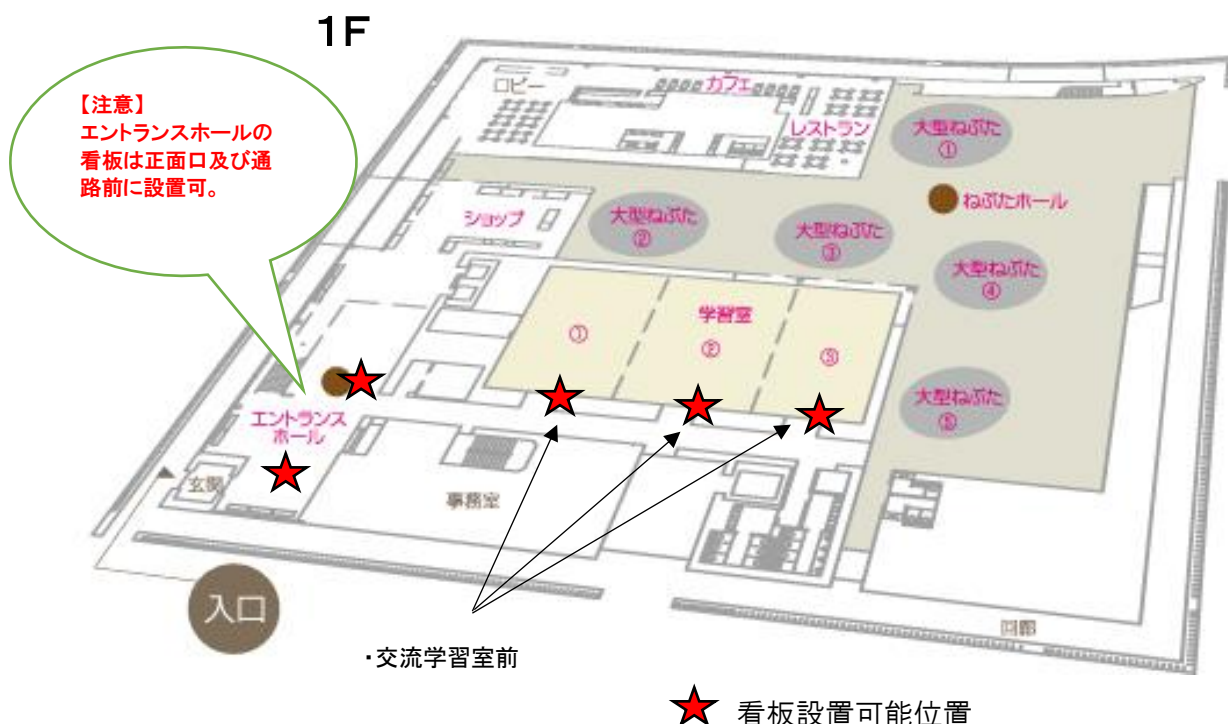 1F
【注意】
エントランスホールの
看板は正面口及び通
路前に設置可。
ロビー
カフェ
レストラン
大型ねぶた
①
ねぶたホール
ショップ
大型ねぶた
②
大型ねぶた
③
大型ねぶた
④
学習室
①
②
③
大型ねぶた
⑤
エントランス
ホール
玄関
事務室
入口
回廊
・交流学習室前
看板設置可能位置